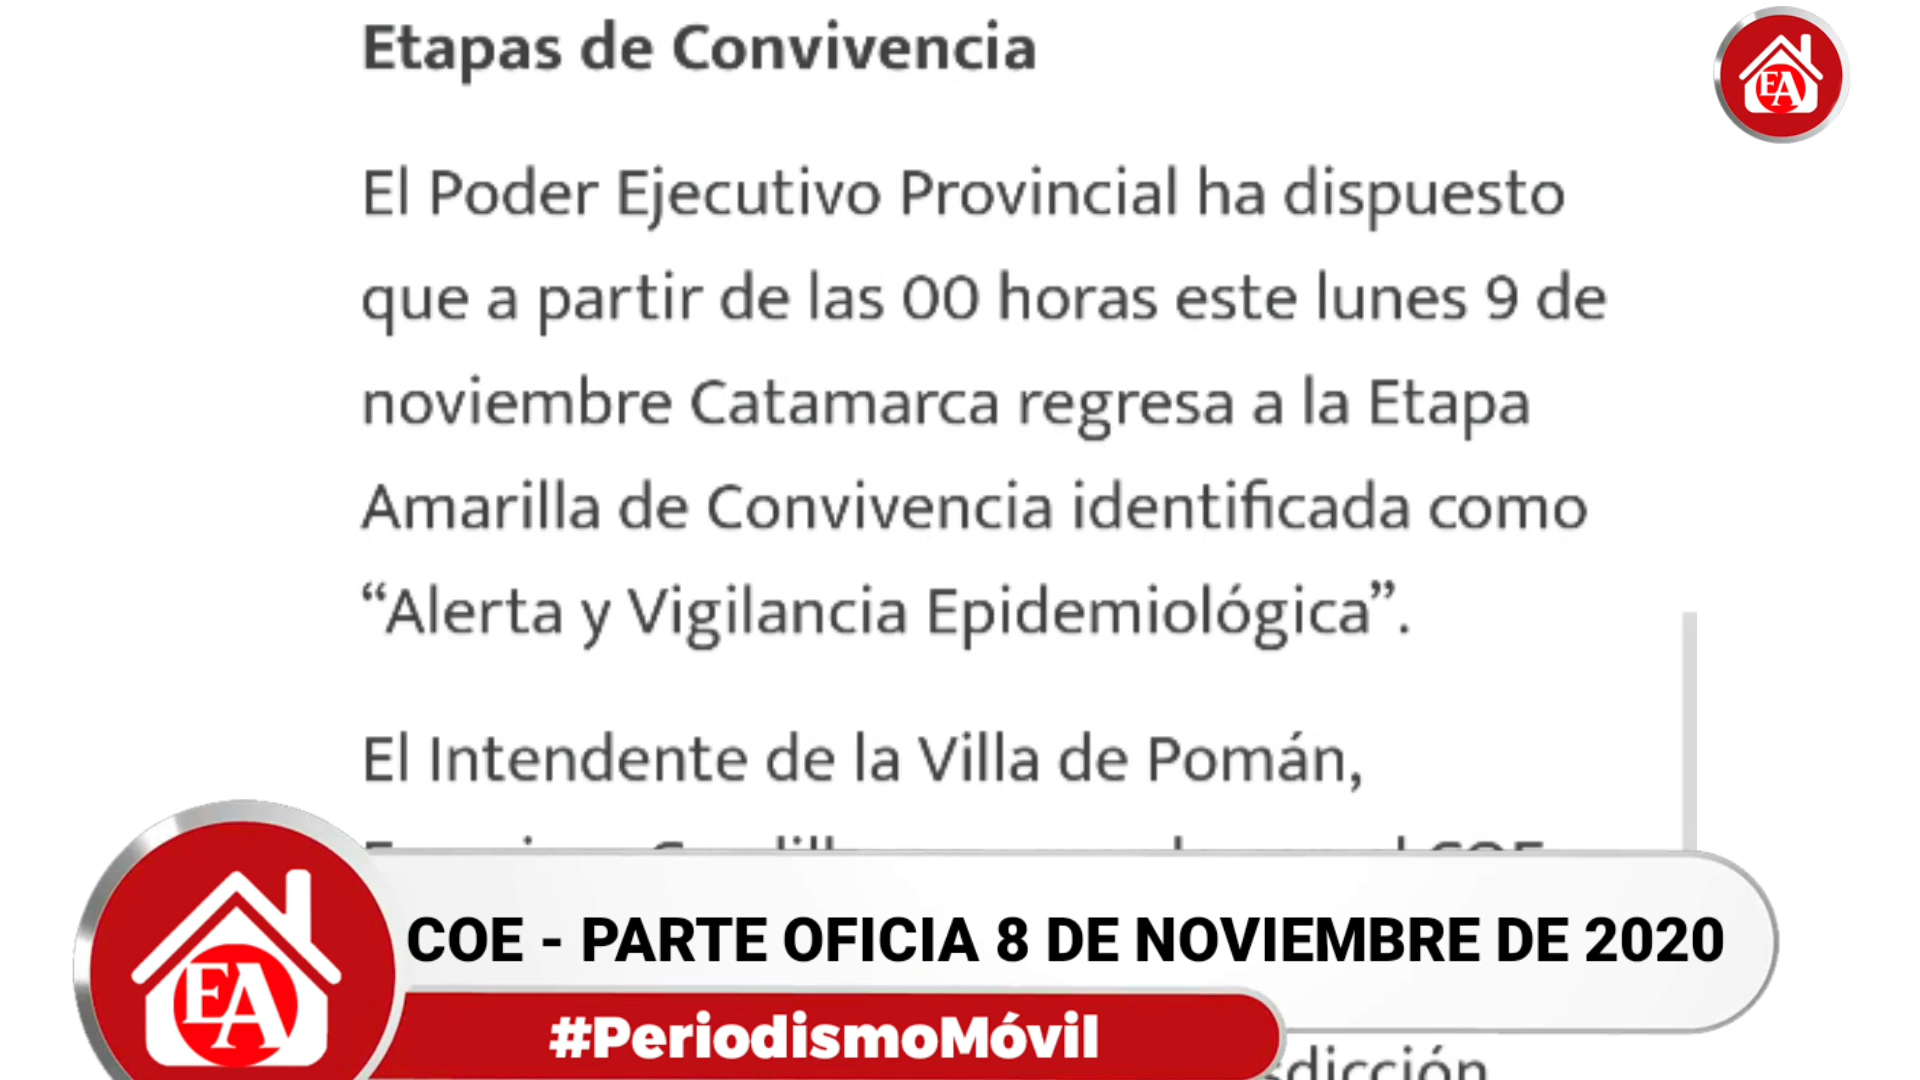 Etapas de Convivencia
EA
El Poder Ejecutivo Provincial ha dispuesto
que a partir de las 00 horas este lunes 9 de
noviembre Catamarca regresa a la Etapa
Amarilla de Convivencia identificada como
“Alerta y Vigilancia Epidemiológica”.
El Intendente de la Villa de Pomán,
COE
COE - PARTE OFICIA 8 DE NOVIEMBRE DE 2020
EA
#PeriodismoMóvil